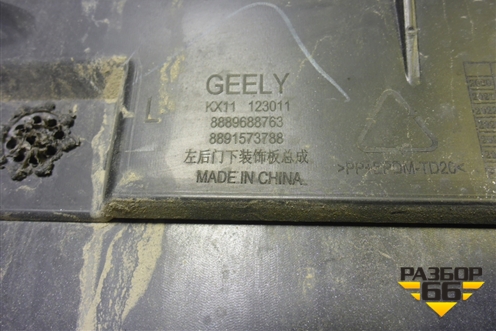 GEELY
L
KX11 123011
8889688763
8891573788
左后门下装饰板总成
MADE IN CHINA
>PP+EPDM-TD20<
РАЗБОР
66